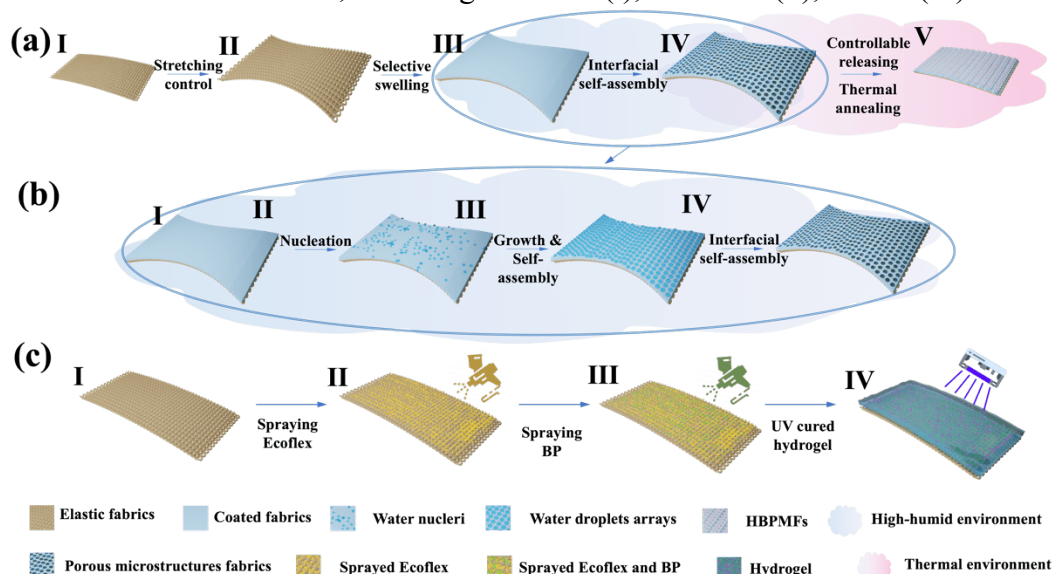 (a)
I
Stretching
control
II
Selective
swelling
III
Interfacial
self-assembly
IV
Controllable
releasing
Thermal
annealing
V
(b)
I
II
Nucleation
III
Growth &
Self-
assembly
IV
Interfacial
self-assembly
(c)
I
Spraying
Ecoflex
II
Spraying
BP
III
UV cured
hydrogel
IV
Elastic fabrics
Coated fabrics
Water nucleri
Water droplets arrays
HBPMFs
High-humid environment
Porous microstructures fabrics
Sprayed Ecoflex
Sprayed Ecoflex and BP
Hydrogel
Thermal environment